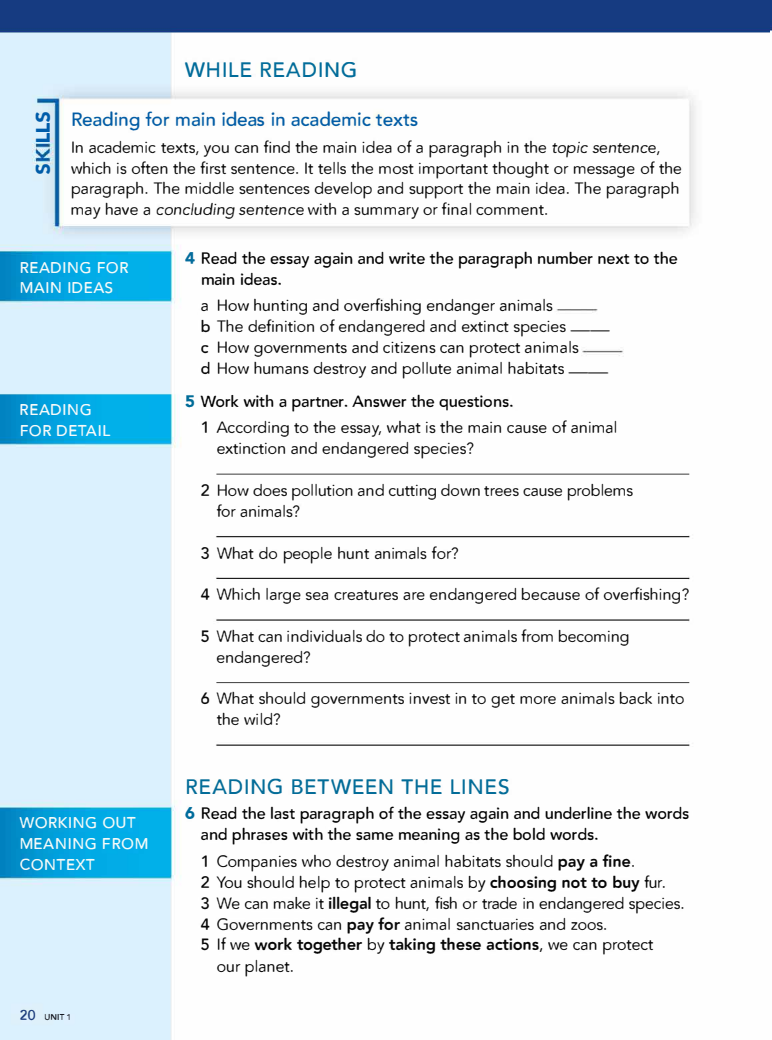 WHILE READING
SKILLS
Reading for main ideas in academic texts
In academic texts, you can find the main idea of a paragraph in the topic sentence,
which is often the first sentence. It tells the most important thought or message of the
paragraph. The middle sentences develop and support the main idea. The paragraph
may have a concluding sentence with a summary or final comment.
READING FOR
MAIN IDEAS
4 Read the essay again and write the paragraph number next to the
main ideas.
a How hunting and overfishing endanger animals _____
b The definition of endangered and extinct species _____
c How governments and citizens can protect animals _____
d How humans destroy and pollute animal habitats _____
READING
FOR DETAIL
5 Work with a partner. Answer the questions.
1 According to the essay, what is the main cause of animal
extinction and endangered species?
2 How does pollution and cutting down trees cause problems
for animals?
3 What do people hunt animals for?
4 Which large sea creatures are endangered because of overfishing?
5 What can individuals do to protect animals from becoming
endangered?
6 What should governments invest in to get more animals back into
the wild?
READING BETWEEN THE LINES
WORKING OUT
MEANING FROM
CONTEXT
6 Read the last paragraph of the essay again and underline the words
and phrases with the same meaning as the bold words.
1 Companies who destroy animal habitats should pay a fine.
2 You should help to protect animals by choosing not to buy fur.
3 We can make it illegal to hunt, fish or trade in endangered species.
4 Governments can pay for animal sanctuaries and zoos.
5 If we work together by taking these actions, we can protect
our planet.
20 UNIT 1